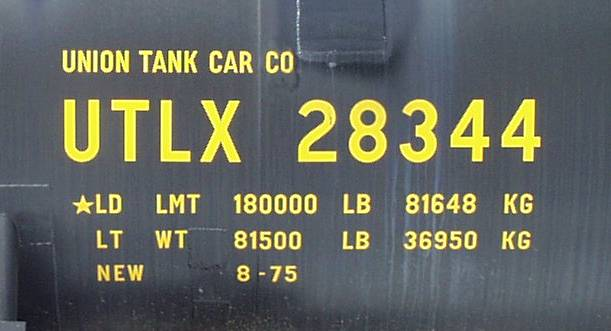 UNION TANK CAR CO
UTLX 28344
★LD LMT 180000 LB 81648 KG
LT WT 81500 LB 36950 KG
NEW 8-75